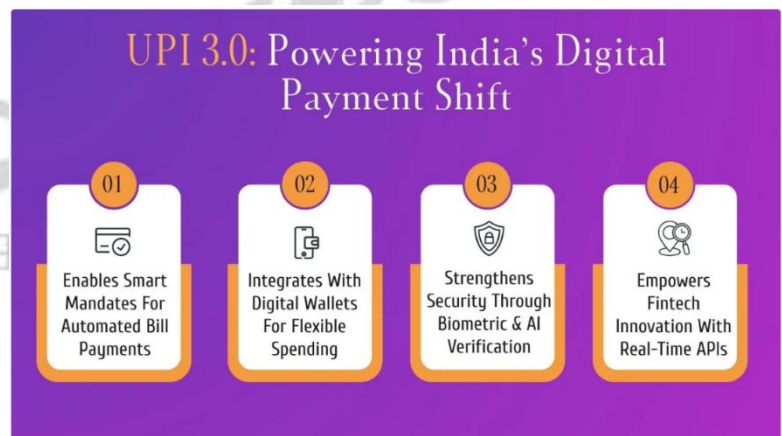 UPI 3.0: Powering India's Digital
Payment Shift
01
Enables Smart
Mandates For
Automated Bill
Payments
02
Integrates With
Digital Wallets
For Flexible
Spending
03
Strengthens
Security Through
Biometric & AI
Verification
04
Empowers
Fintech
Innovation With
Real-Time APIs